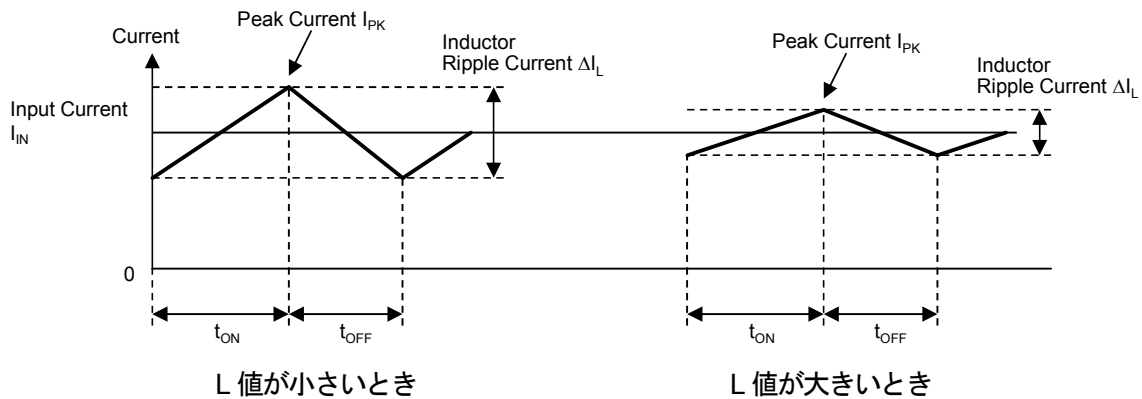 Peak Current I_PK
Current
Inductor
Ripple Current ΔI_L
Input Current
I_IN
0
t_ON
t_OFF
L 値が小さいとき
Peak Current I_PK
Inductor
Ripple Current ΔI_L
t_ON
t_OFF
L 値が大きいとき